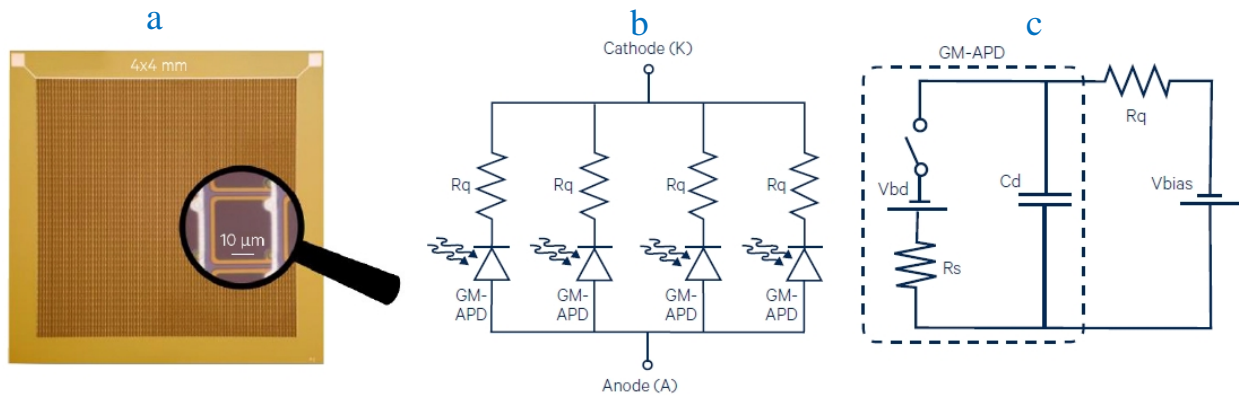 a
4x4 mm
10 µm
b
Cathode (K)
Rq
Rq
Rq
Rq
GM-
APD
GM-
APD
GM-
APD
GM-
APD
Anode (A)
c
GM-APD
Rq
Vbd
Cd
Vbias
Rs